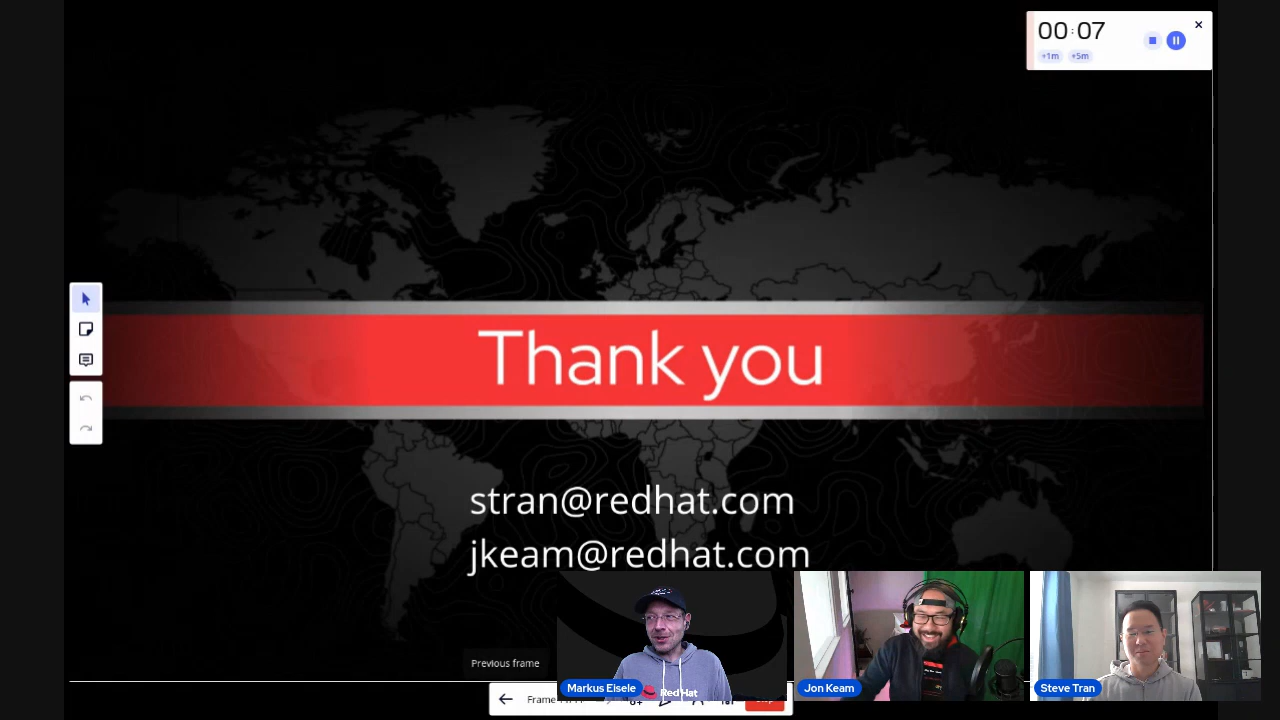 00:07
+1m +5m
Thank you
stran@redhat.com
jkeam@redhat.com
Previous frame
Markus Eisele
Red Hat
Jon Keam
Steve Tran
Frame